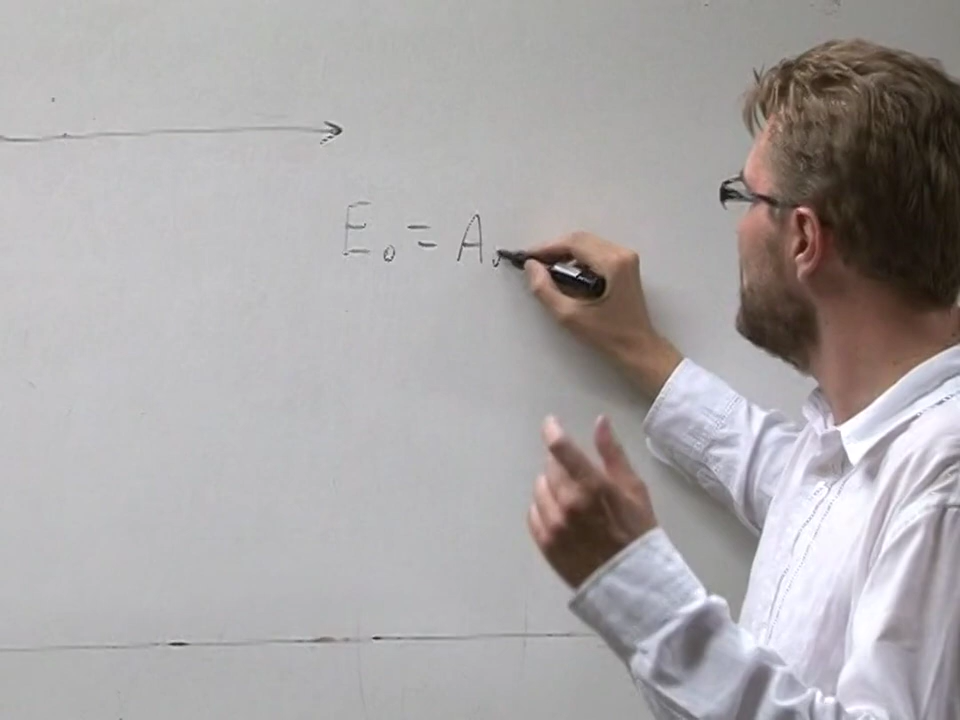 E₀ = A